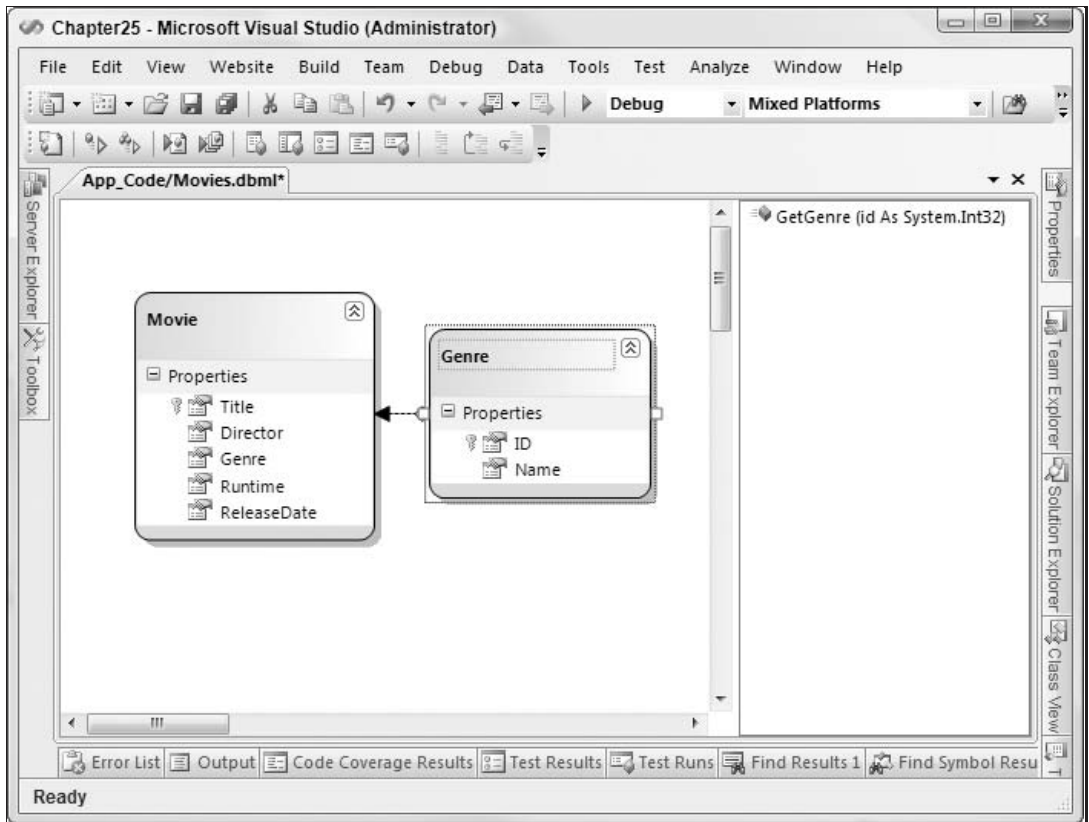 Chapter25 - Microsoft Visual Studio (Administrator)
File Edit View Website Build Team Debug Data Tools Test Analyze Window Help
Debug Mixed Platforms
App_Code/Movies.dbml*
Server Explorer
Toolbox
Movie
Properties
Title
Director
Genre
Runtime
ReleaseDate
Genre
Properties
ID
Name
GetGenre (id As System.Int32)
Properties
Team Explorer
Solution Explorer
Class View
Error List Output Code Coverage Results Test Results Test Runs Find Results 1 Find Symbol Resu
Ready